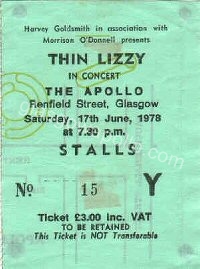 Harvey Goldsmith in association with
Morrison O'Donnell presents
THIN LIZZY
IN CONCERT
THE APOLLO
Renfield Street, Glasgow
Saturday, 17th June, 1978
at 7.30 p.m.
STALLS
No 15 Y
Ticket £3.00 Inc. VAT
TO BE RETAINED
This Ticket is NOT Transferable